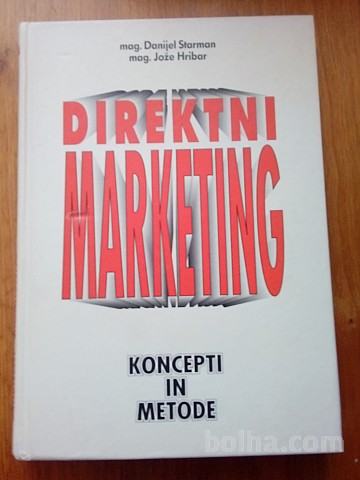 mag. Danijel Starman
mag. Jože Hribar
DIREKTNI
MARKETING
KONCEPTI
IN
METODE
bolha.com